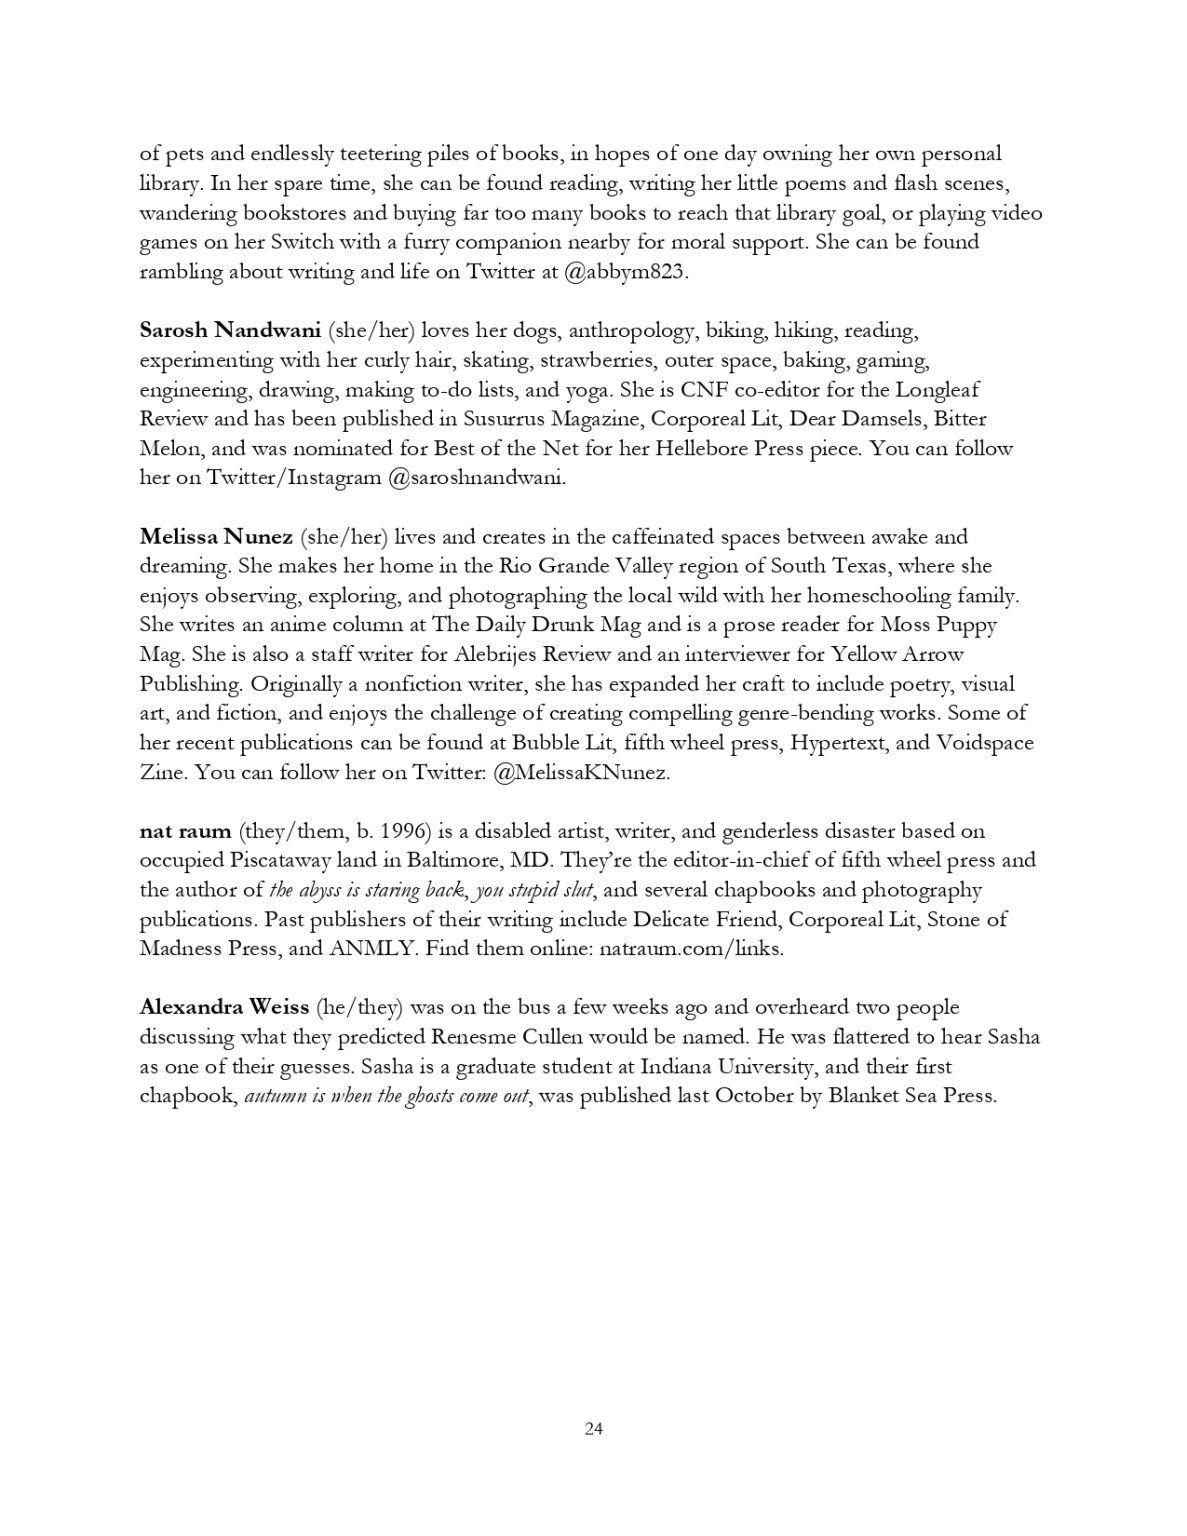 of pets and endlessly teetering piles of books, in hopes of one day owning her own personal
library. In her spare time, she can be found reading, writing her little poems and flash scenes,
wandering bookstores and buying far too many books to reach that library goal, or playing video
games on her Switch with a furry companion nearby for moral support. She can be found
rambling about writing and life on Twitter at @abbym823.
Sarosh Nandwani (she/her) loves her dogs, anthropology, biking, hiking, reading,
experimenting with her curly hair, skating, strawberries, outer space, baking, gaming,
engineering, drawing, making to-do lists, and yoga. She is CNF co-editor for the Longleaf
Review and has been published in Susurrus Magazine, Corporeal Lit, Dear Damsels, Bitter
Melon, and was nominated for Best of the Net for her Hellebore Press piece. You can follow
her on Twitter/Instagram @saroshnandwani.
Melissa Nunez (she/her) lives and creates in the caffeinated spaces between awake and
dreaming. She makes her home in the Rio Grande Valley region of South Texas, where she
enjoys observing, exploring, and photographing the local wild with her homeschooling family.
She writes an anime column at The Daily Drunk Mag and is a prose reader for Moss Puppy
Mag. She is also a staff writer for Alebrijes Review and an interviewer for Yellow Arrow
Publishing. Originally a nonfiction writer, she has expanded her craft to include poetry, visual
art, and fiction, and enjoys the challenge of creating compelling genre-bending works. Some of
her recent publications can be found at Bubble Lit, fifth wheel press, Hypertext, and Voidspace
Zine. You can follow her on Twitter: @MelissaKNunez.
nat raum (they/them, b. 1996) is a disabled artist, writer, and genderless disaster based on
occupied Piscataway land in Baltimore, MD. They’re the editor-in-chief of fifth wheel press and
the author of the abyss is staring back, you stupid slut, and several chapbooks and photography
publications. Past publishers of their writing include Delicate Friend, Corporeal Lit, Stone of
Madness Press, and ANMLY. Find them online: natraum.com/links.
Alexandra Weiss (he/they) was on the bus a few weeks ago and overheard two people
discussing what they predicted Renesme Cullen would be named. He was flattered to hear Sasha
as one of their guesses. Sasha is a graduate student at Indiana University, and their first
chapbook, autumn is when the ghosts come out, was published last October by Blanket Sea Press.
24